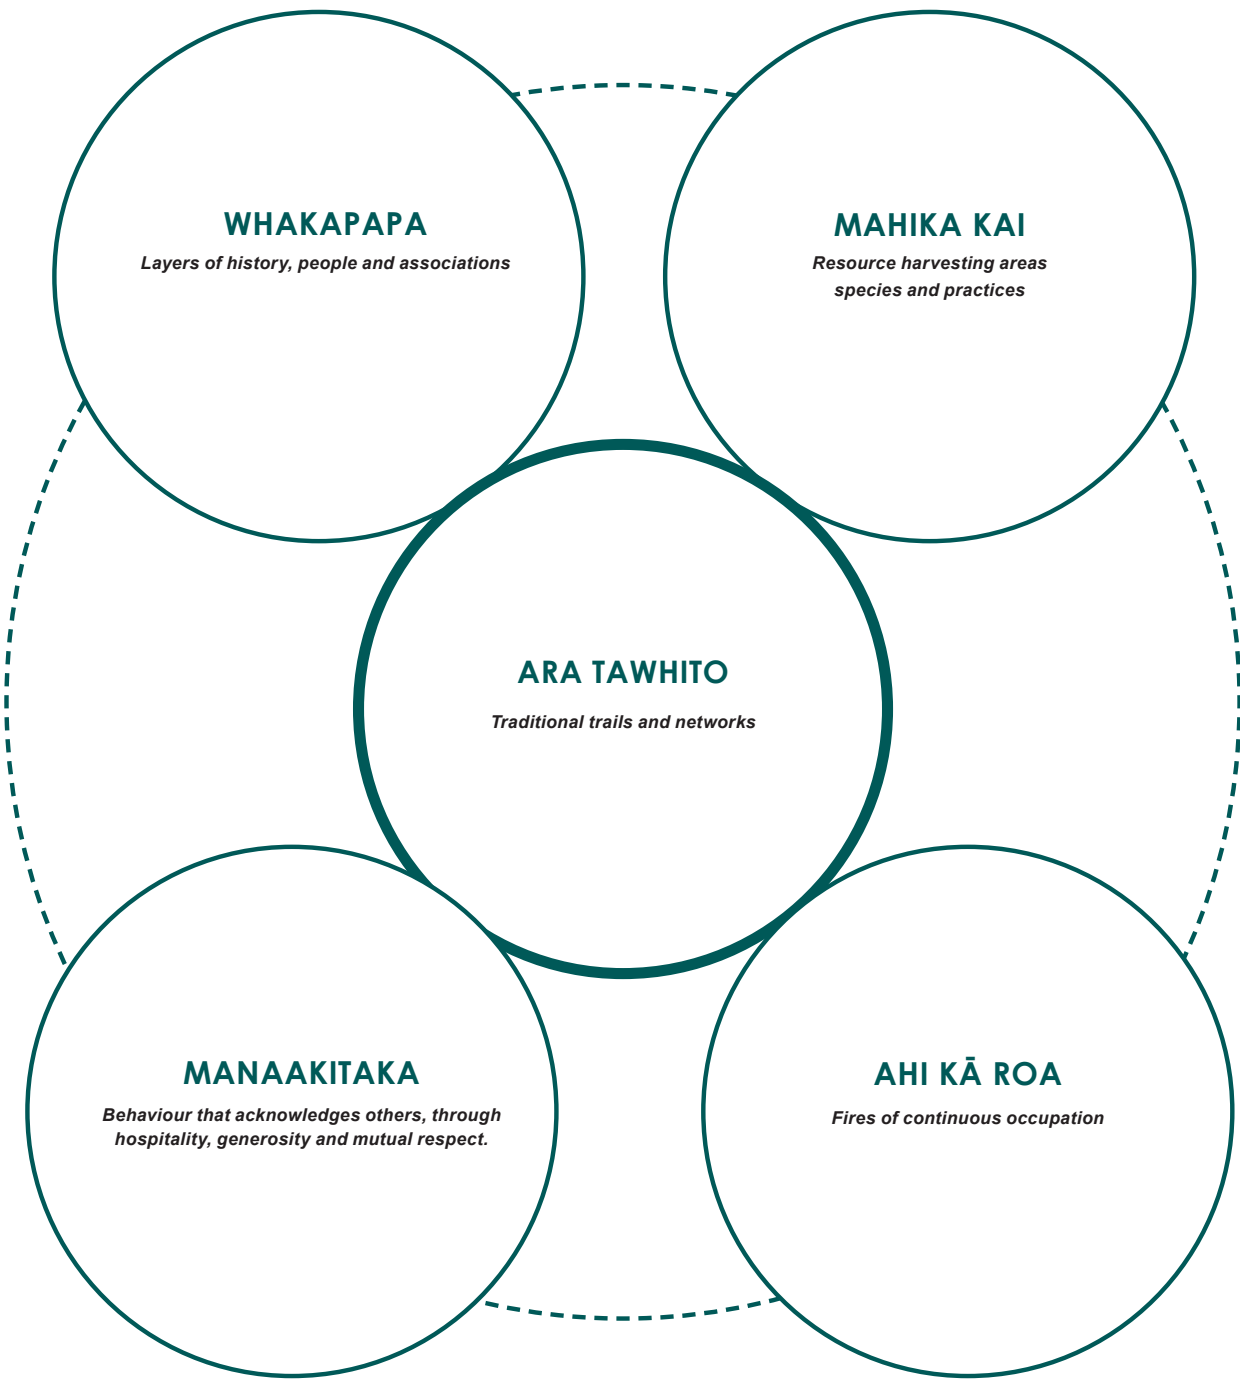 WHAKAPAPA
Layers of history, people and associations
MAHIKA KAI
Resource harvesting areas
species and practices
ARA TAWHITO
Traditional trails and networks
MANAAKITAKA
Behaviour that acknowledges others, through
hospitality, generosity and mutual respect.
AHI KĀ ROA
Fires of continuous occupation